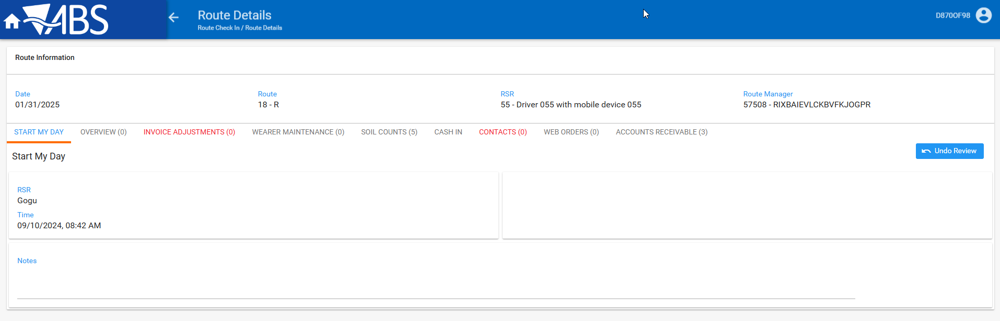 ABS
Route Details
Route Check In / Route Details
D870OF98
Route Information
Date
01/31/2025
Route
18 - R
RSR
55 - Driver 055 with mobile device 055
Route Manager
57508 - RIXBAIEVLCKBVFKJOGPR
START MY DAY
OVERVIEW (0)
INVOICE ADJUSTMENTS (0)
WEARER MAINTENANCE (0)
SOIL COUNTS (5)
CASH IN
CONTACTS (0)
WEB ORDERS (0)
ACCOUNTS RECEIVABLE (3)
Start My Day
Undo Review
RSR
Gogu
Time
09/10/2024, 08:42 AM
Notes